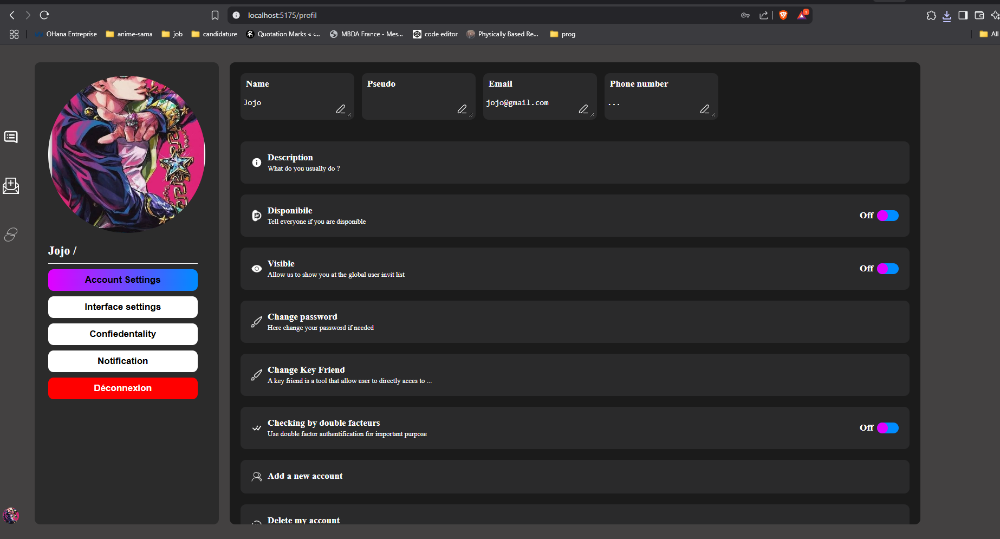 localhost:5175/profil
1
OHana Entreprise
anime-sama
job
candidature
Quotation Marks « ‹...
MBDA France - Mes...
code editor
Physically Based Re...
prog
All
Name
Jojo
Pseudo
Email
jojo@gmail.com
Phone number
...
Jojo /
Account Settings
Interface settings
Confiedentality
Notification
Déconnexion
Description
What do you usually do ?
Disponibile
Tell everyone if you are disponible
Off
Visible
Allow us to show you at the global user invit list
Off
Change password
Here change your password if needed
Change Key Friend
A key friend is a tool that allow user to directly acces to ...
Checking by double facteurs
Use double factor authentification for important purpose
Off
Add a new account
Delete my account